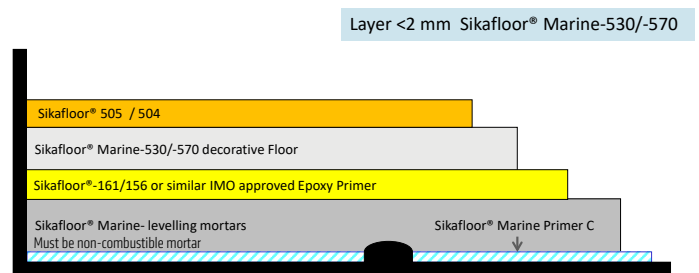 Layer <2 mm Sikafloor® Marine-530/-570
Sikafloor® 505 / 504
Sikafloor® Marine-530/-570 decorative Floor
Sikafloor®-161/156 or similar IMO approved Epoxy Primer
Sikafloor® Marine- levelling mortars
Must be non-combustible mortar
Sikafloor® Marine Primer C